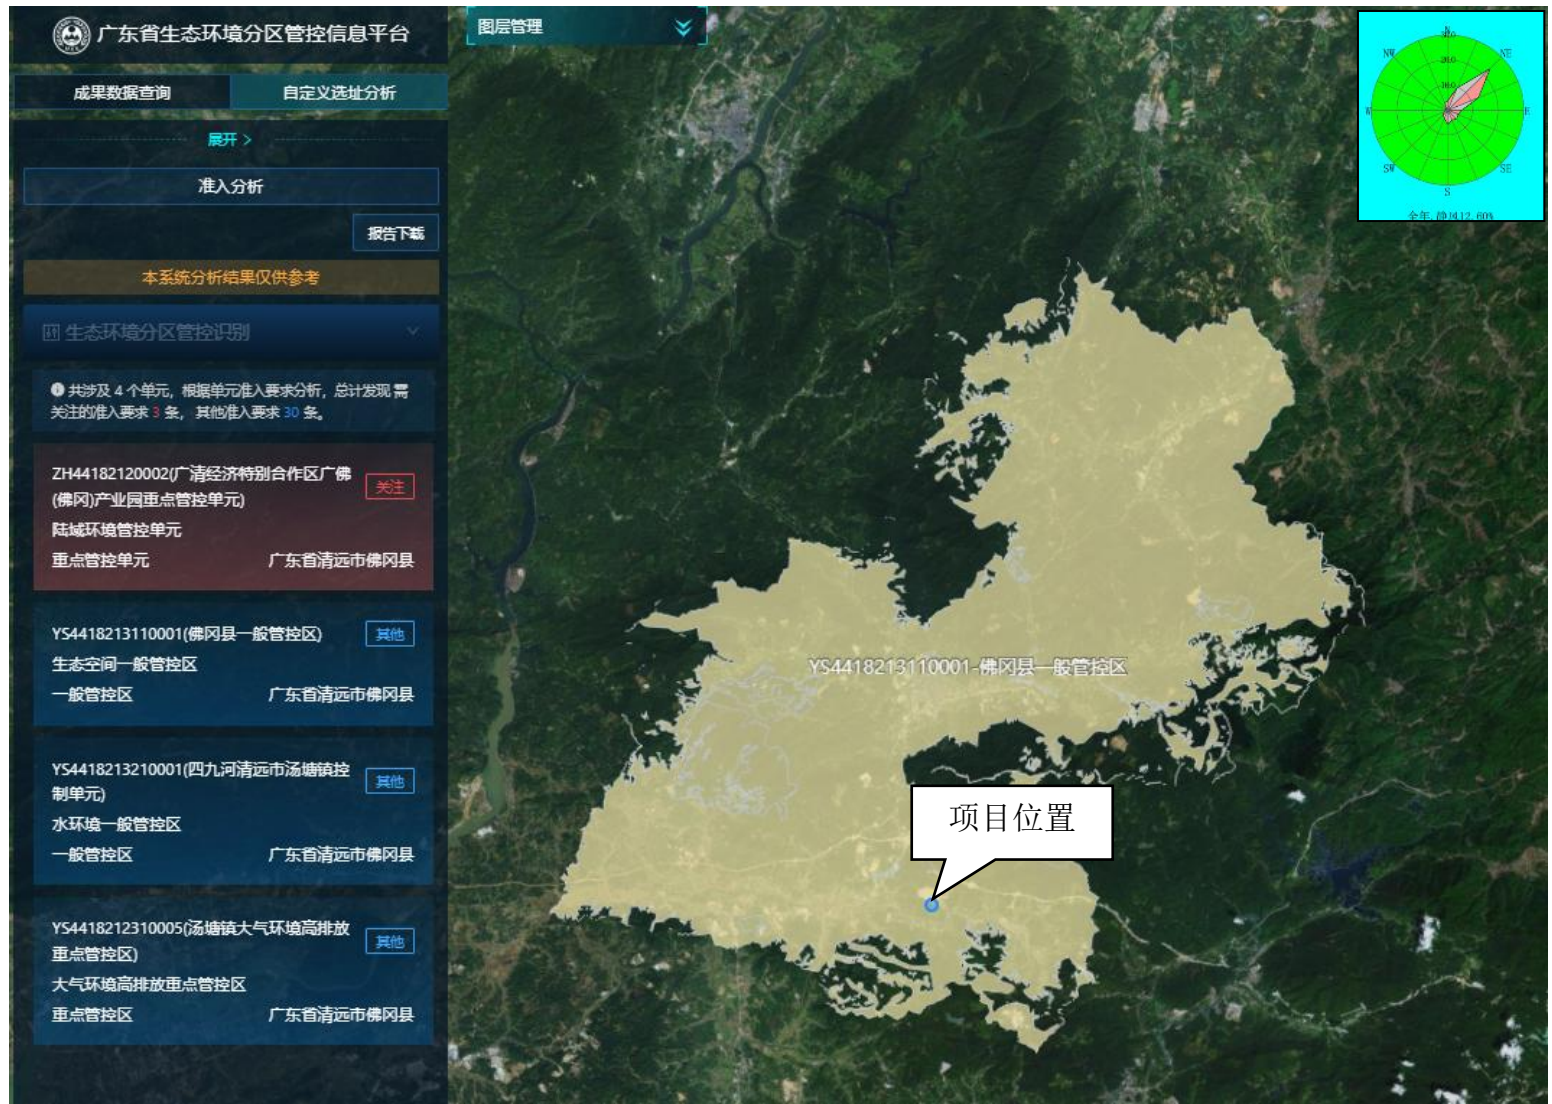 广东省生态环境分区管控信息平台
成果数据查询
自定义选址分析
展开 >
准入分析
报告下载
本系统分析结果仅供参考
生态环境分区管控识别
共涉及 4 个单元，根据单元准入要求分析，总计发现需
关注的准入要求 3 条，其他准入要求 30 条。
ZH44182120002(广清经济特别合作区广佛
(佛冈)产业园重点管控单元)
关注
陆域环境管控单元
重点管控单元
广东省清远市佛冈县
YS4418213110001(佛冈县一般管控区)
其他
生态空间一般管控区
一般管控区
广东省清远市佛冈县
YS4418213210001(四九河清远市汤塘镇控
制单元)
其他
水环境一般管控区
一般管控区
广东省清远市佛冈县
YS4418212310005(汤塘镇大气环境高排放
重点管控区)
其他
大气环境高排放重点管控区
重点管控区
广东省清远市佛冈县
图层管理
YS4418213110001-佛冈县一般管控区
项目位置
N
30.0
NW
NE
20.0
10.0
W
E
SW
SE
S
全年,静风12.60%